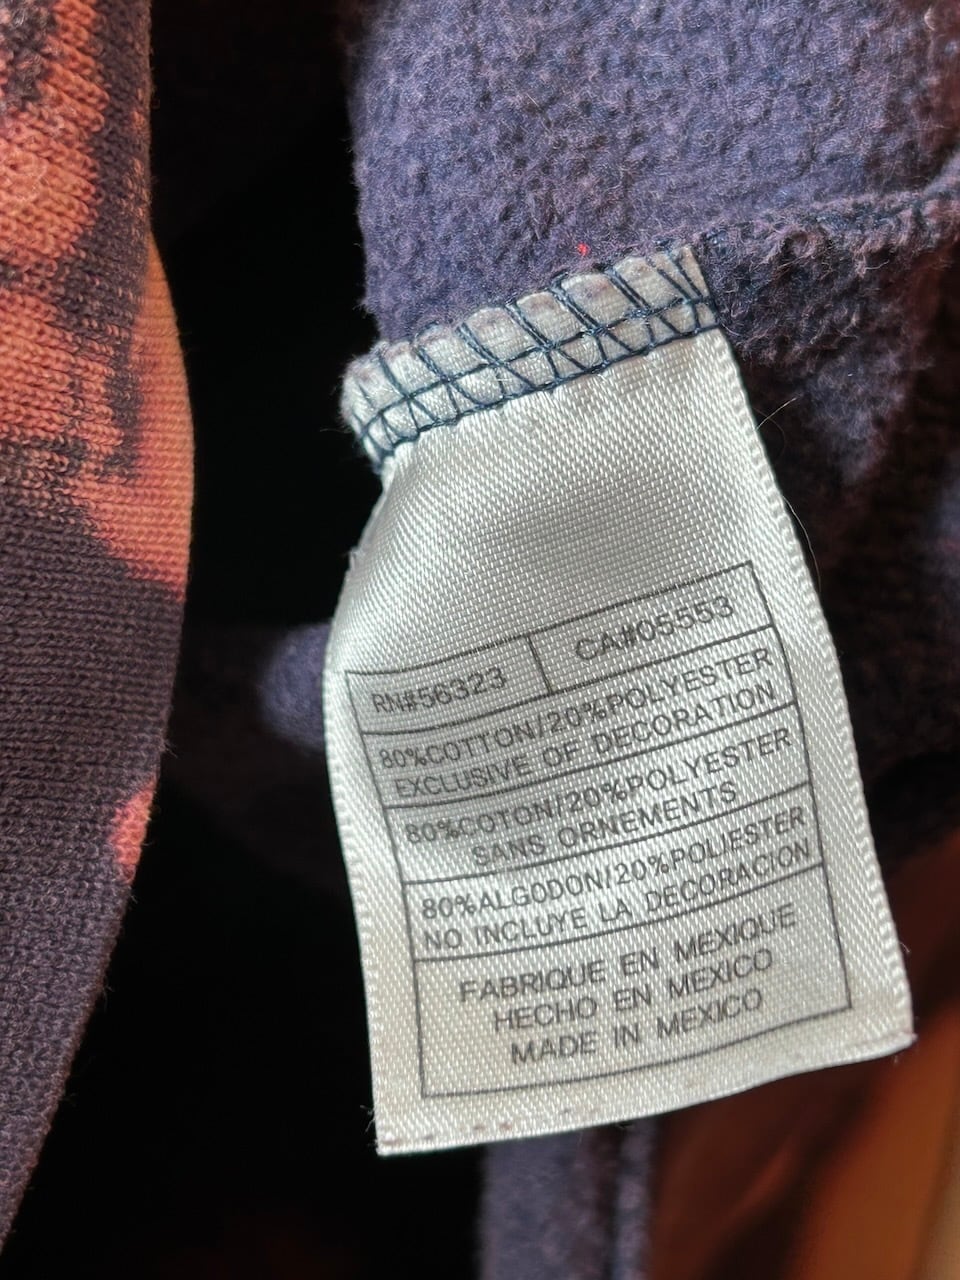 RN#56323 CA#05553
80%COTTON/20%POLYESTER
EXCLUSIVE OF DECORATION
80%COTON/20%POLYESTER
SANS ORNEMENTS
80%ALGODON/20%POLIESTER
NO INCLUYE LA DECORACION
FABRIQUE EN MEXIQUE
HECHO EN MEXICO
MADE IN MEXICO